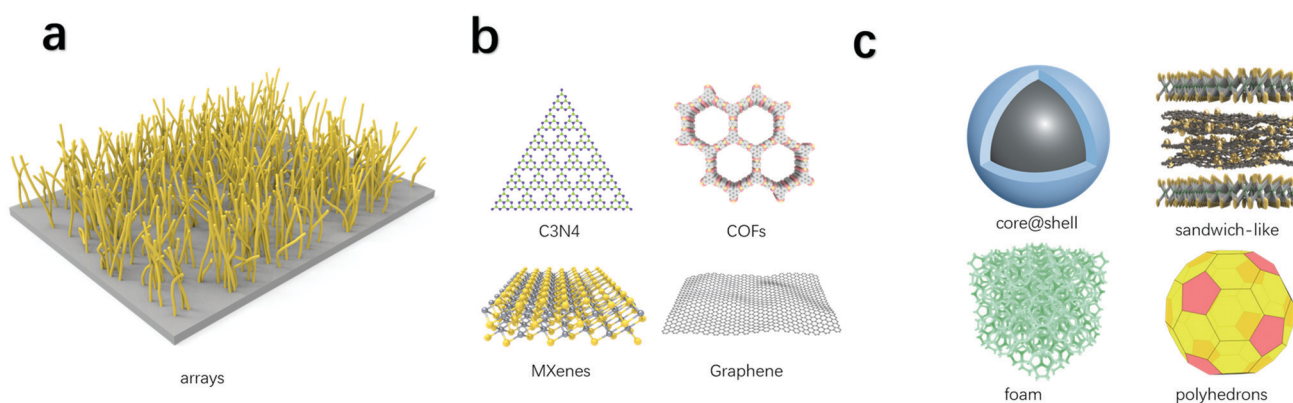 a
arrays
b
C3N4
COFs
MXenes
Graphene
c
core@shell
sandwich-like
foam
polyhedrons